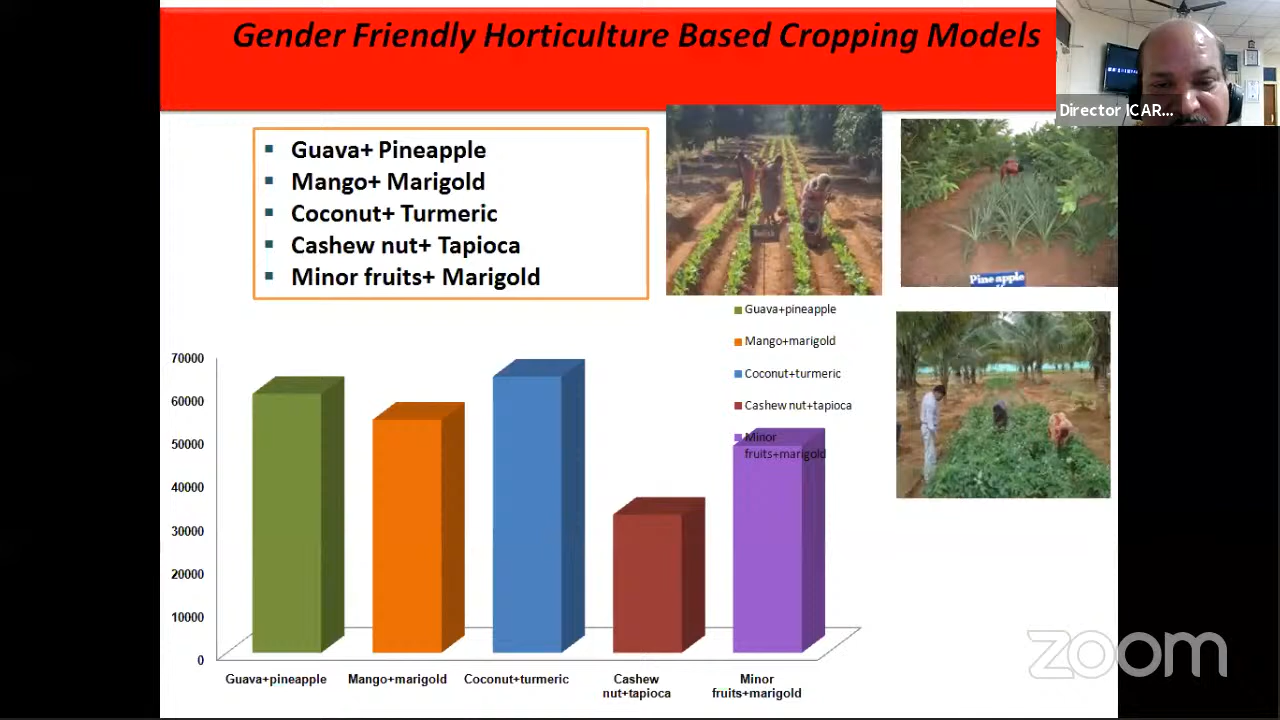 Gender Friendly Horticulture Based Cropping Models
Director ICAR...
Guava+ Pineapple
Mango+ Marigold
Coconut+ Turmeric
Cashew nut+ Tapioca
Minor fruits+ Marigold
Pine apple
Guava+pineapple
Mango+marigold
Coconut+turmeric
Cashew nut+tapioca
Minor
fruits+marigold
70000
60000
50000
40000
30000
20000
10000
0
Guava+pineapple
Mango+marigold
Coconut+turmeric
Cashew
nut+tapioca
Minor
fruits+marigold
zoom